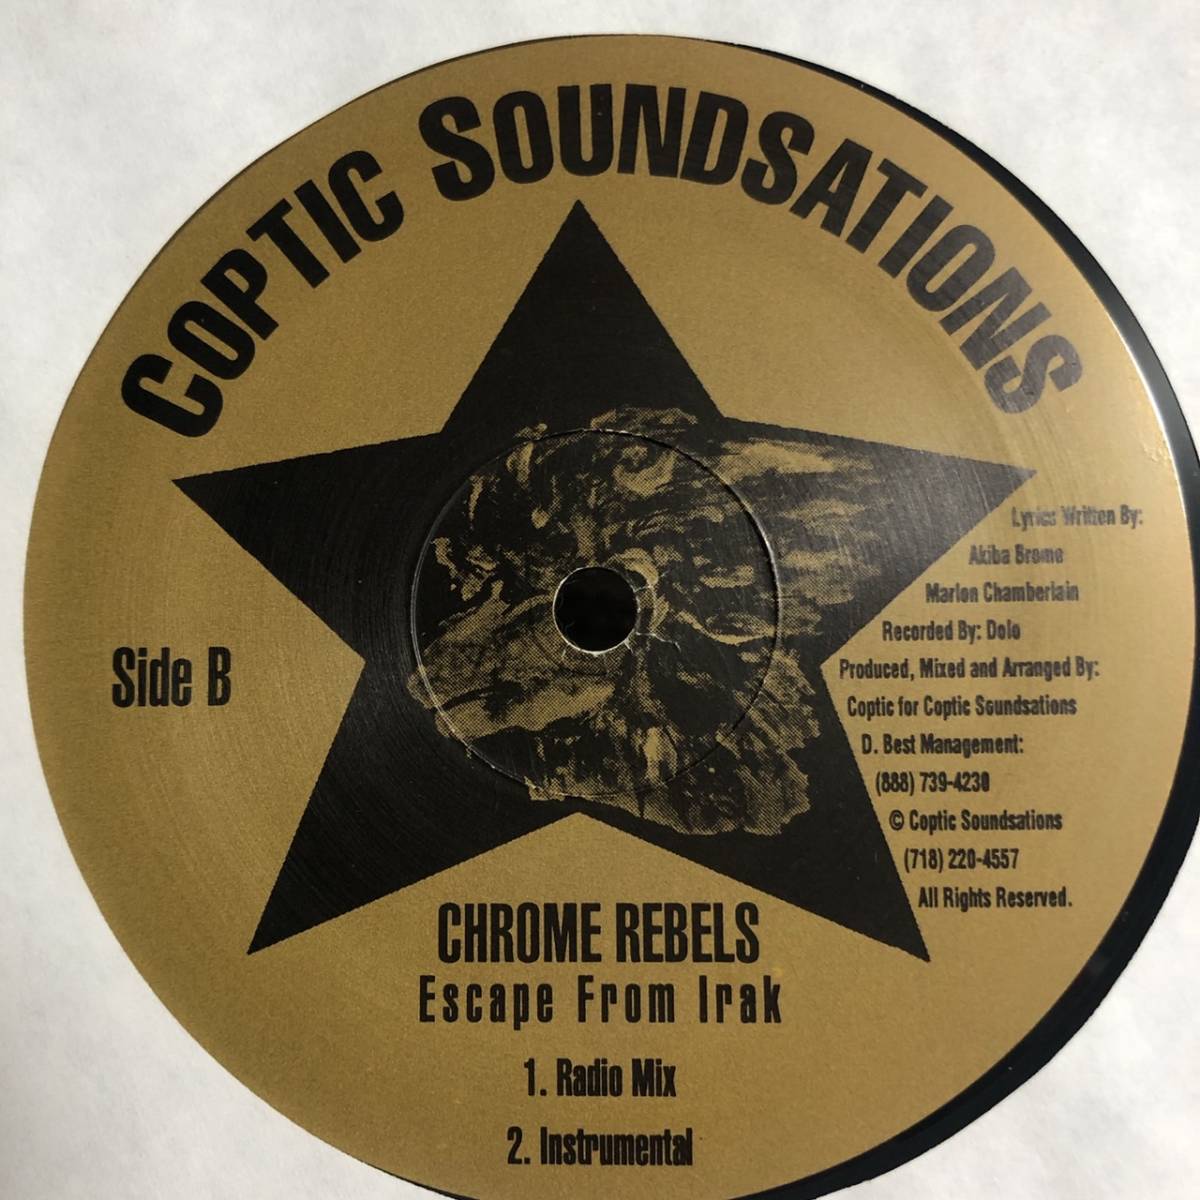 COPTIC SOUNDSATIONS
Side B
Lyrics Written By:
Akiba Brome
Marlon Chamberlain
Recorded By: Dolo
Produced, Mixed and Arranged By:
Coptic for Coptic Soundsations
D. Best Management:
(888) 739-4230
© Coptic Soundsations
(718) 220-4557
All Rights Reserved.
CHROME REBELS
Escape From Irak
1. Radio Mix
2. Instrumental